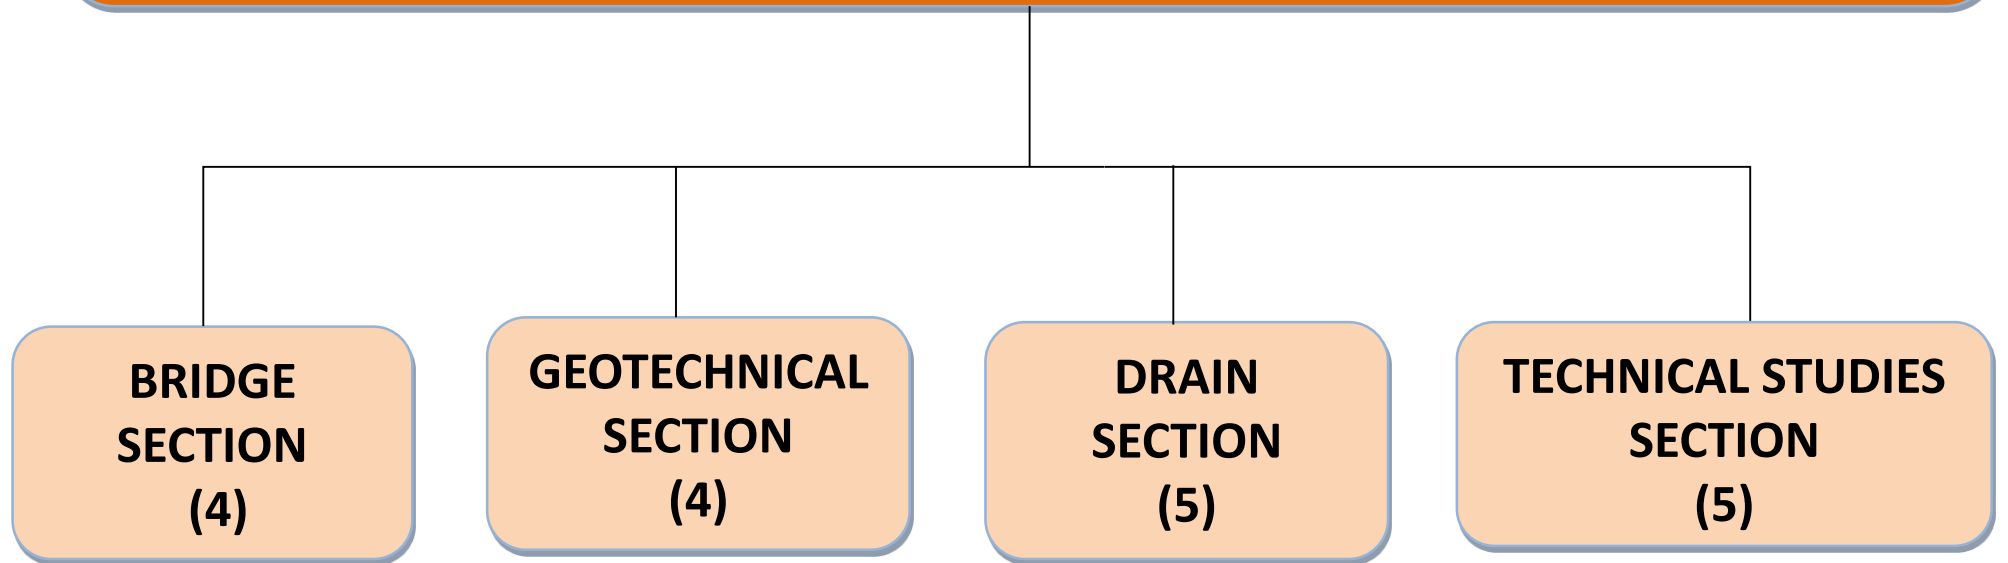 BRIDGE
SECTION
(4)
GEOTECHNICAL
SECTION
(4)
DRAIN
SECTION
(5)
TECHNICAL STUDIES
SECTION
(5)